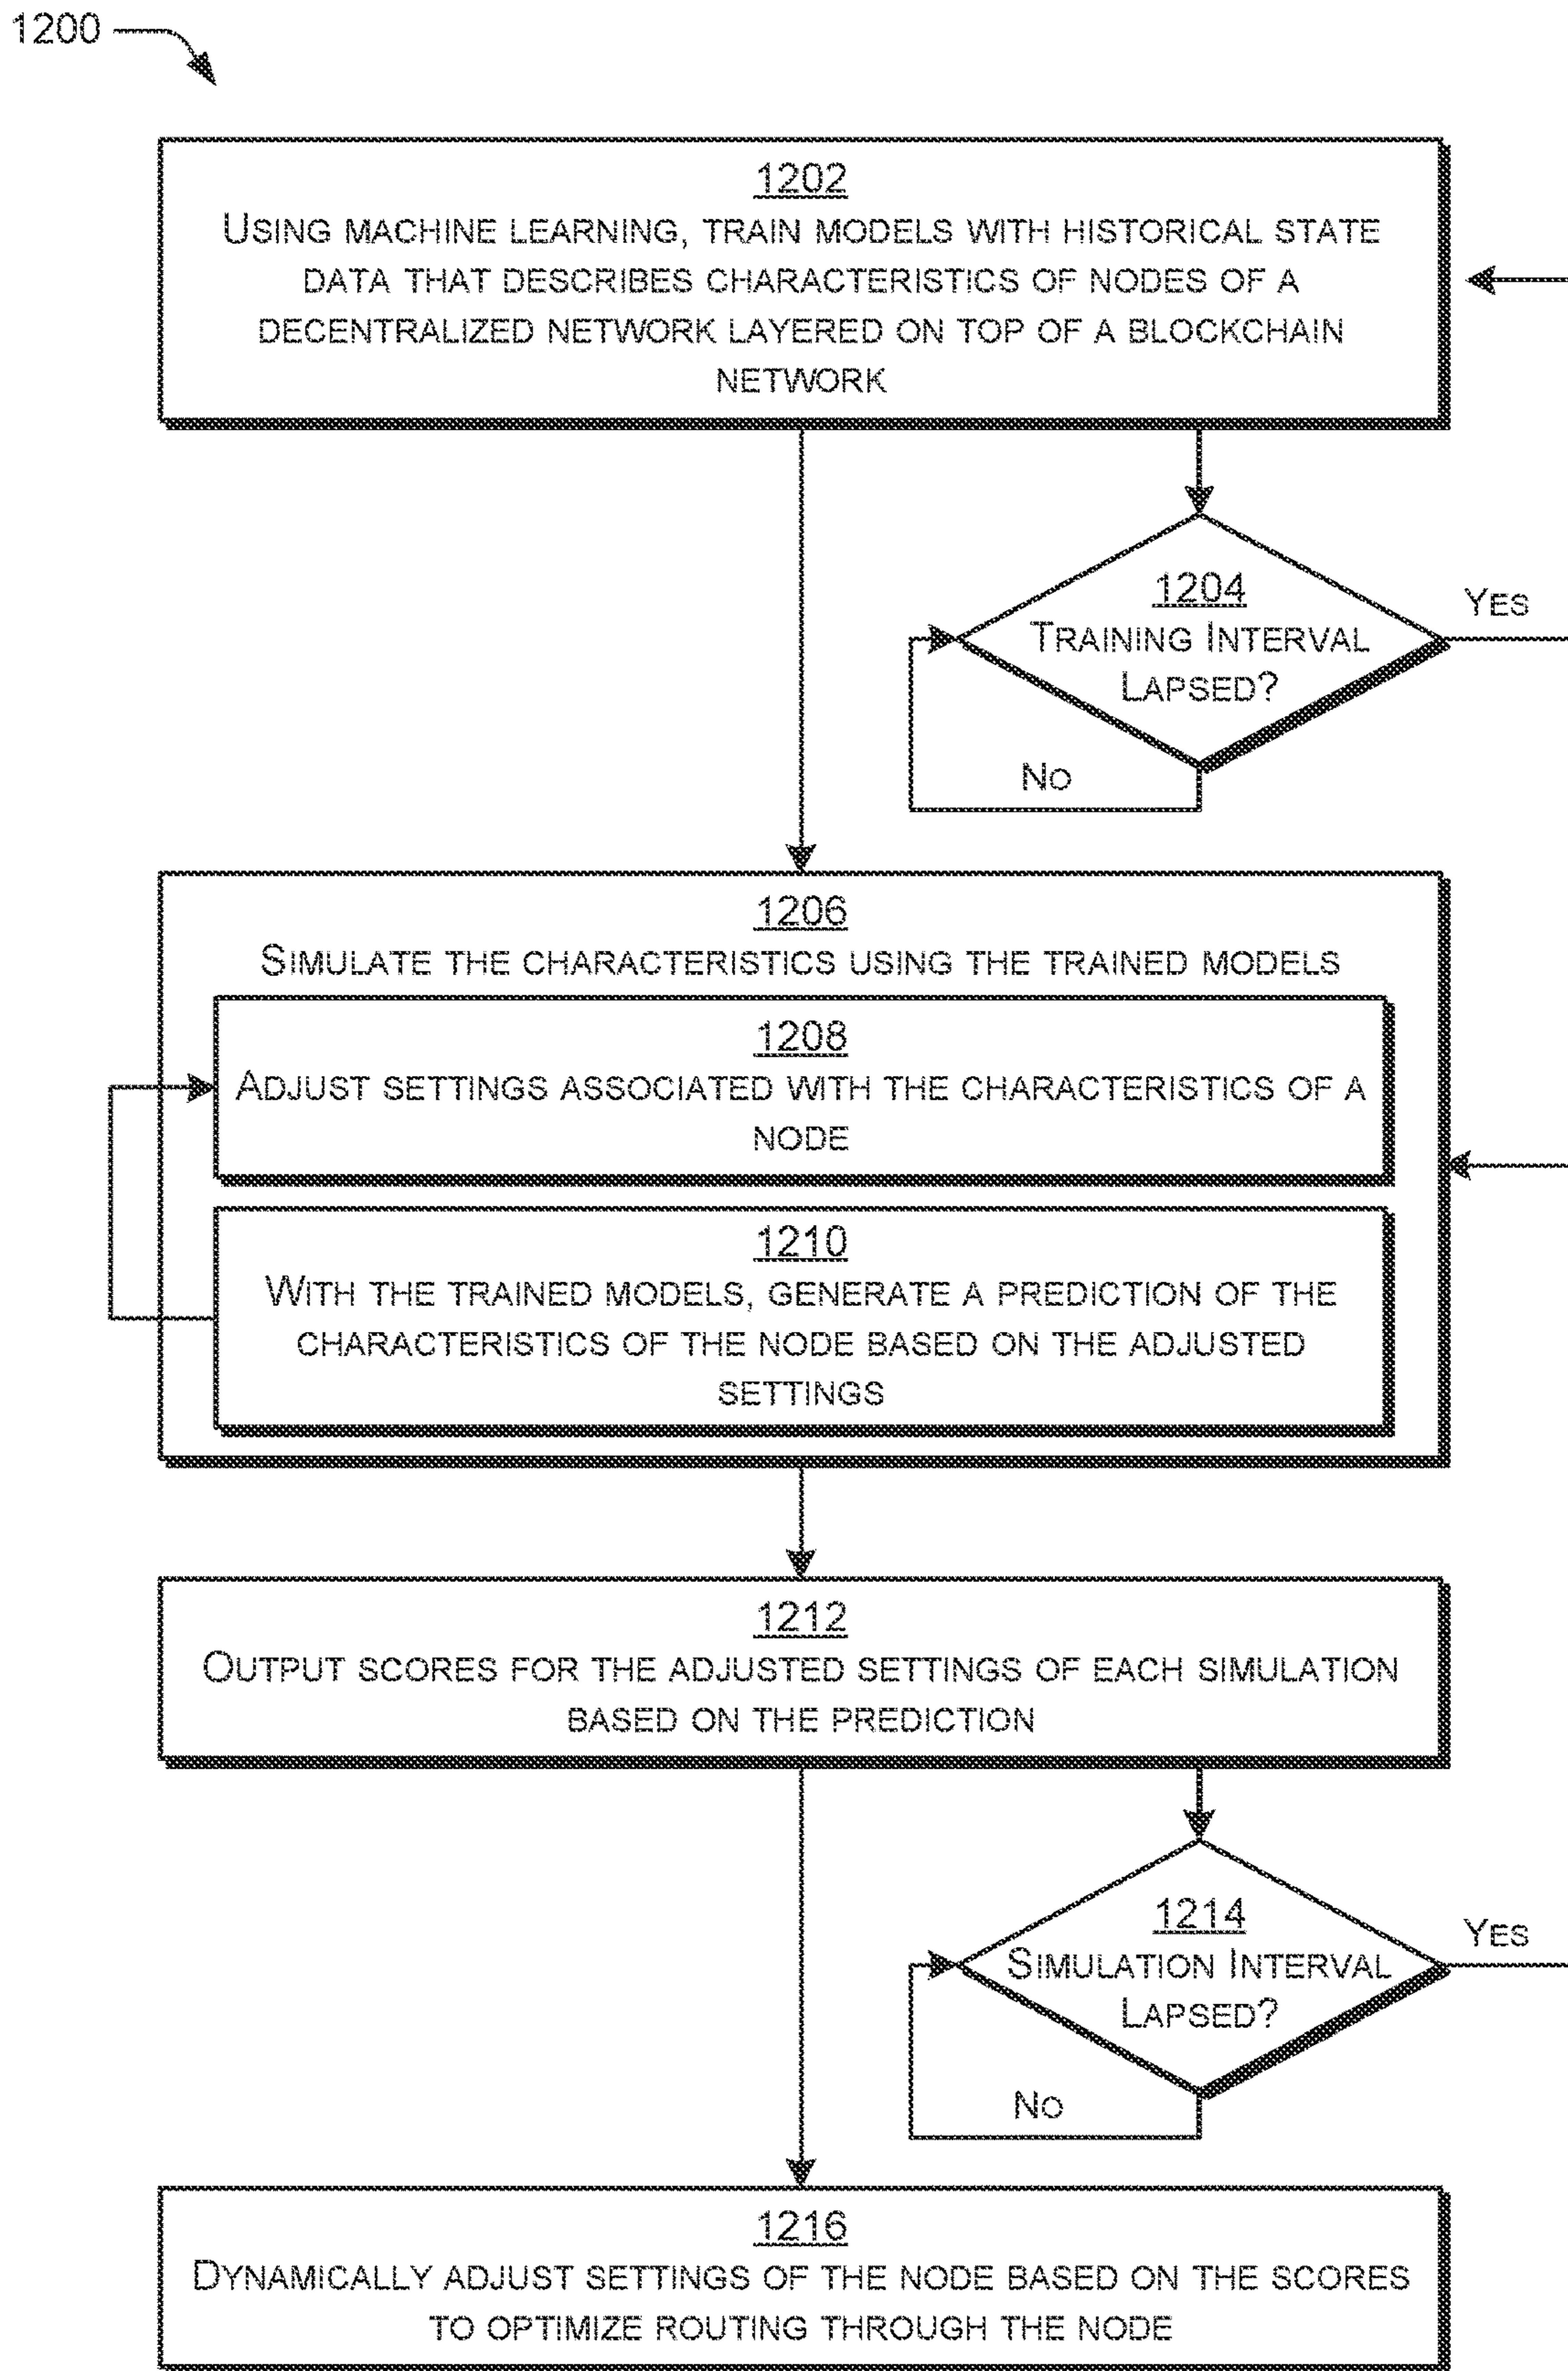 1200
1202
USING MACHINE LEARNING, TRAIN MODELS WITH HISTORICAL STATE
DATA THAT DESCRIBES CHARACTERISTICS OF NODES OF A
DECENTRALIZED NETWORK LAYERED ON TOP OF A BLOCKCHAIN
NETWORK
1204
TRAINING INTERVAL
LAPSED?
YES
NO
1206
SIMULATE THE CHARACTERISTICS USING THE TRAINED MODELS
1208
ADJUST SETTINGS ASSOCIATED WITH THE CHARACTERISTICS OF A
NODE
1210
WITH THE TRAINED MODELS, GENERATE A PREDICTION OF THE
CHARACTERISTICS OF THE NODE BASED ON THE ADJUSTED
SETTINGS
1212
OUTPUT SCORES FOR THE ADJUSTED SETTINGS OF EACH SIMULATION
BASED ON THE PREDICTION
1214
SIMULATION INTERVAL
LAPSED?
YES
NO
1216
DYNAMICALLY ADJUST SETTINGS OF THE NODE BASED ON THE SCORES
TO OPTIMIZE ROUTING THROUGH THE NODE